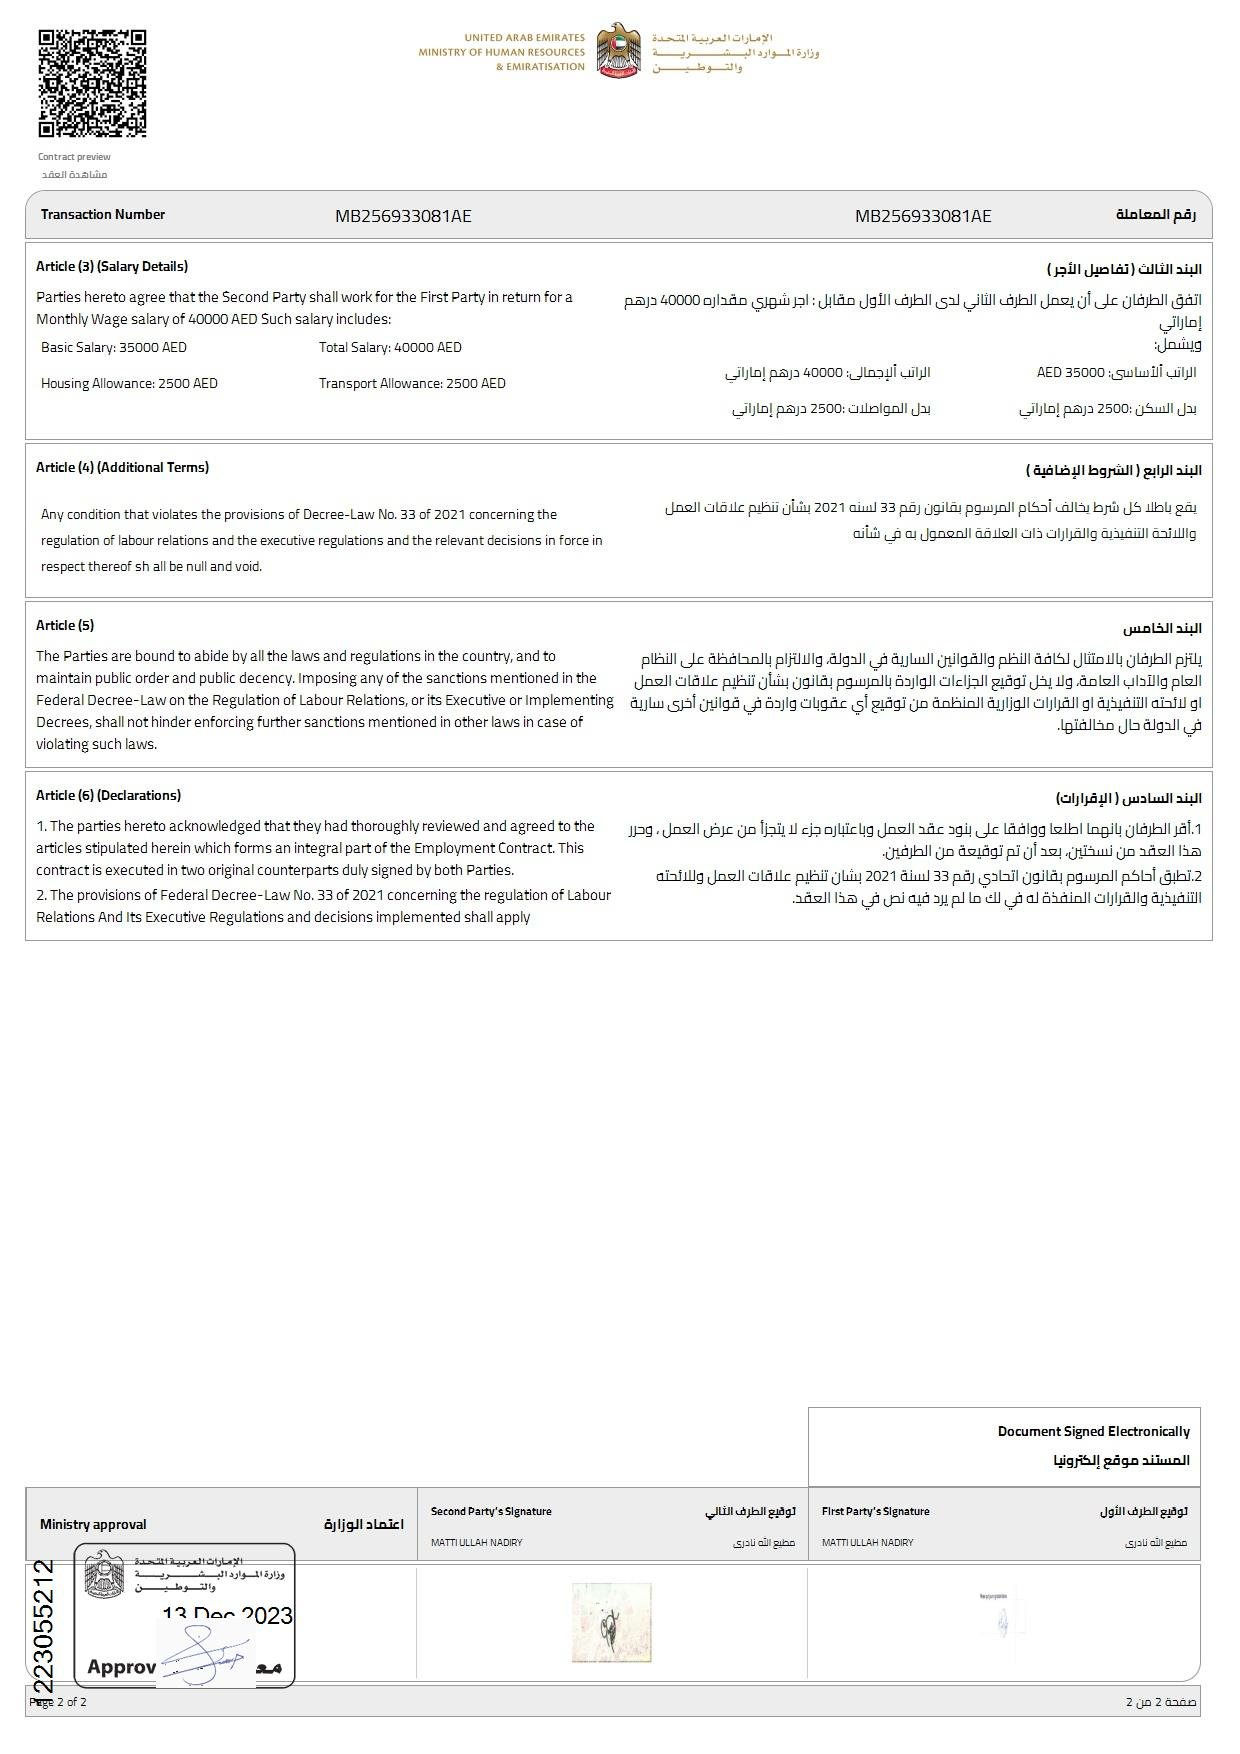 UNITED ARAB EMIRATES
MINISTRY OF HUMAN RESOURCES
& EMIRATISATION
الإمارات العربية المتحدة
وزارة الموارد البشرية
والتوطين
Contract preview
مشاهدة العقد
Transaction Number MB256933081AE MB256933081AE رقم المعاملة
Article (3) (Salary Details)
Parties hereto agree that the Second Party shall work for the First Party in return for a
Monthly Wage salary of 40000 AED Such salary includes:
Basic Salary: 35000 AED Total Salary: 40000 AED
Housing Allowance: 2500 AED Transport Allowance: 2500 AED
البند الثالث ( تفاصيل الأجر )
اتفق الطرفان على أن يعمل الطرف الثاني لدى الطرف الأول مقابل : اجر شهري مقداره 40000 درهم
إماراتي
ويشمل:
الراتب ألأساسى: 35000 AED الراتب ألإجمالى: 40000 درهم إماراتي
بدل السكن :2500 درهم إماراتي بدل المواصلات :2500 درهم إماراتي
Article (4) (Additional Terms)
Any condition that violates the provisions of Decree-Law No. 33 of 2021 concerning the
regulation of labour relations and the executive regulations and the relevant decisions in force in
respect thereof sh all be null and void.
البند الرابع ( الشروط الإضافية )
يقع باطلا كل شرط يخالف أحكام المرسوم بقانون رقم 33 لسنه 2021 بشأن تنظيم علاقات العمل
واللائحة التنفيذية والقرارات ذات العلاقة المعمول به في شأنه
Article (5)
The Parties are bound to abide by all the laws and regulations in the country, and to
maintain public order and public decency. Imposing any of the sanctions mentioned in the
Federal Decree-Law on the Regulation of Labour Relations, or its Executive or Implementing
Decrees, shall not hinder enforcing further sanctions mentioned in other laws in case of
violating such laws.
البند الخامس
يلتزم الطرفان بالامتثال لكافة النظم والقوانين السارية في الدولة، والالتزام بالمحافظة على النظام
العام والآداب العامة، ولا يخل توقيع الجزاءات الواردة بالمرسوم بقانون بشأن تنظيم علاقات العمل
او لائحته التنفيذية او القرارات الوزارية المنظمة من توقيع أي عقوبات واردة في قوانين أخرى سارية
في الدولة حال مخالفتها.
Article (6) (Declarations)
1. The parties hereto acknowledged that they had thoroughly reviewed and agreed to the
articles stipulated herein which forms an integral part of the Employment Contract. This
contract is executed in two original counterparts duly signed by both Parties.
2. The provisions of Federal Decree-Law No. 33 of 2021 concerning the regulation of Labour
Relations And Its Executive Regulations and decisions implemented shall apply
البند السادس ( الإقرارات)
1.أقر الطرفان بانهما اطلعا ووافقا على بنود عقد العمل وباعتباره جزء لا يتجزأ من عرض العمل ، وحرر
هذا العقد من نسختين، بعد أن تم توقيعة من الطرفين.
2.تطبق أحاكم المرسوم بقانون اتحادي رقم 33 لسنة 2021 بشان تنظيم علاقات العمل وللائحته
التنفيذية والقرارات المنفذة له في لك ما لم يرد فيه نص في هذا العقد.
Document Signed Electronically
المستند موقع إلكترونيا
Ministry approval اعتماد الوزارة
Second Party's Signature توقيع الطرف الثاني
MATTI ULLAH NADIRY مطيع الله نادرى
First Party's Signature توقيع الطرف الأول
MATTI ULLAH NADIRY مطيع الله نادرى
الإمارات العربية المتحدة
وزارة الموارد البشرية
والتوطين
13 Dec 2023
Approv
223055212
Page 2 of 2 صفحة 2 من 2